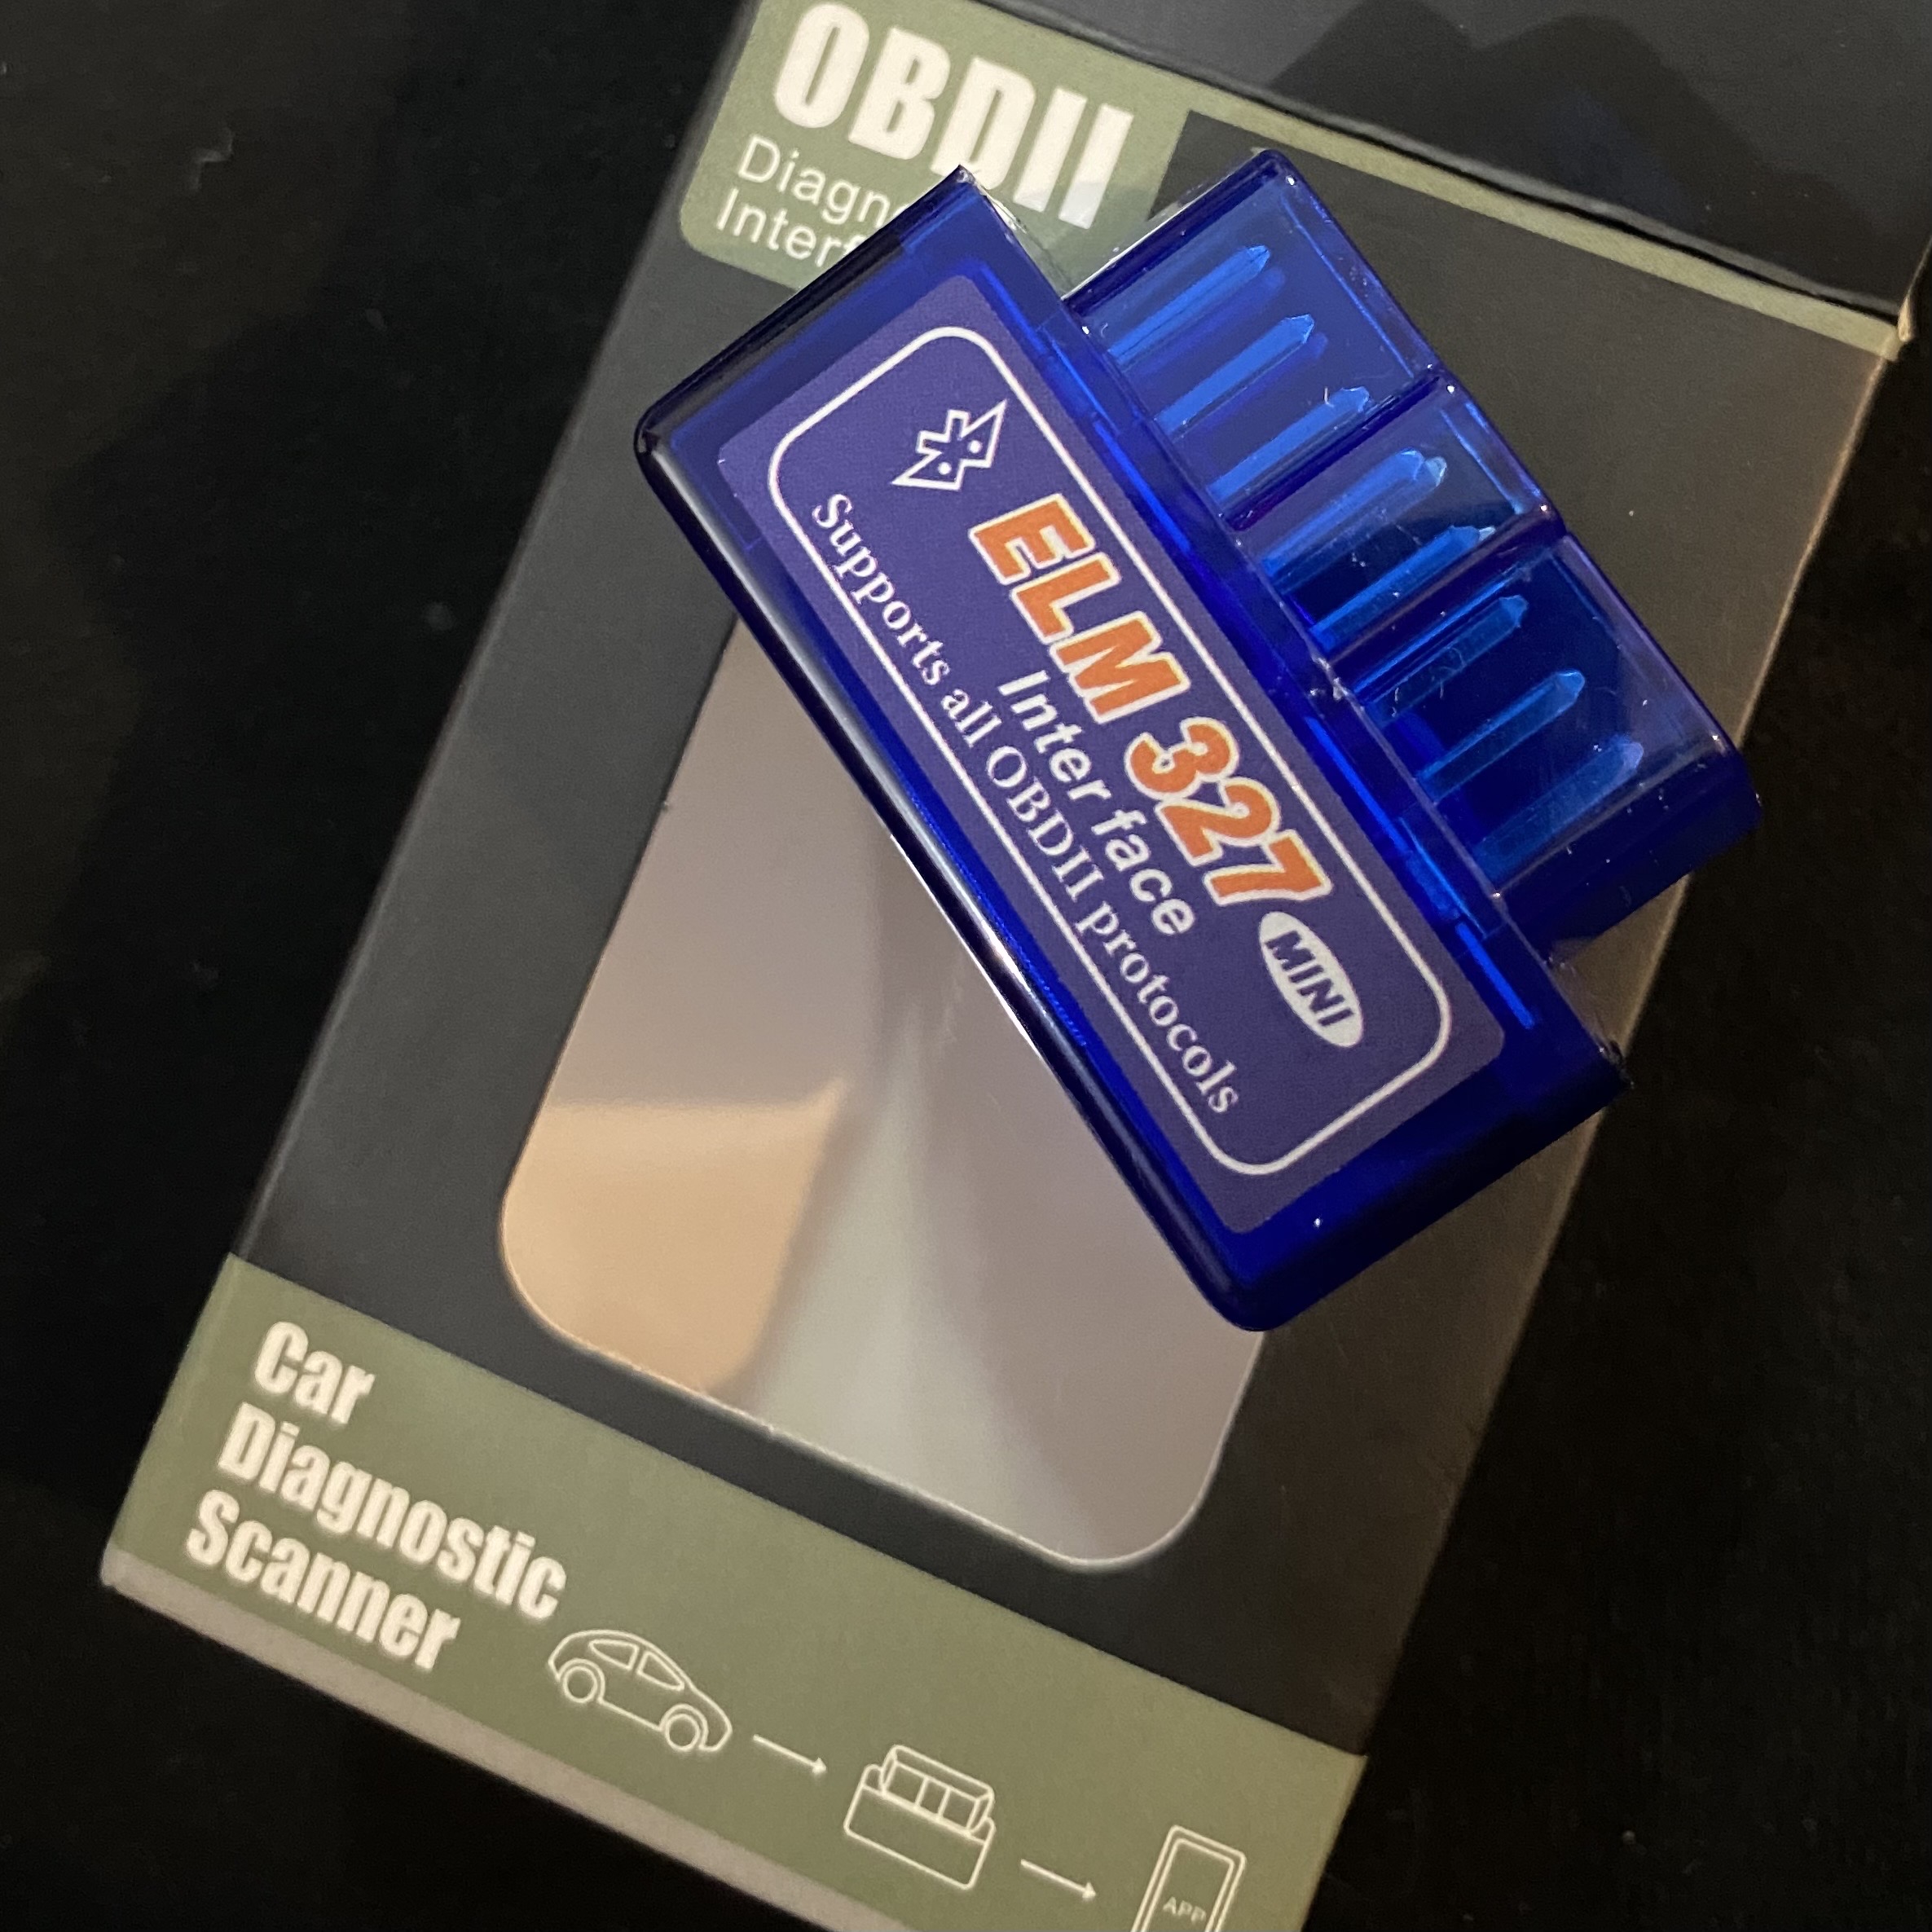 OBDII
ELM 327
MINI
Inter face
Supports all OBDII protocols
Car
Diagnostic
Scanner
APP